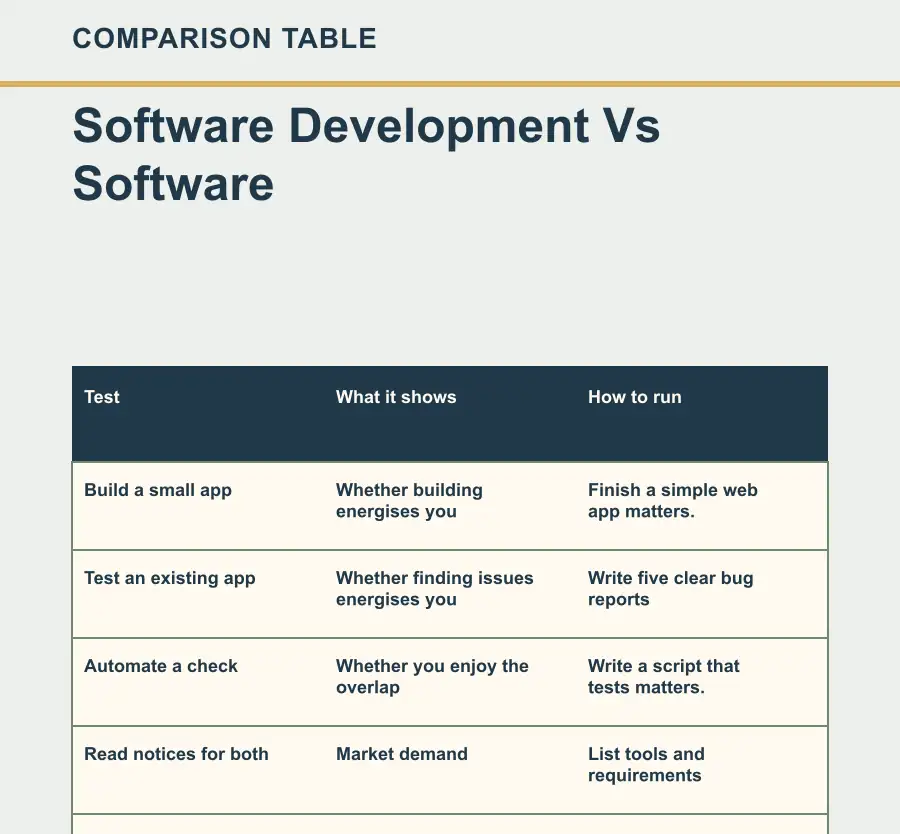 COMPARISON TABLE
Software Development Vs
Software
Test
What it shows
How to run
Build a small app
Whether building
energises you
Finish a simple web
app matters.
Test an existing app
Whether finding issues
energises you
Write five clear bug
reports
Automate a check
Whether you enjoy the
overlap
Write a script that
tests matters.
Read notices for both
Market demand
List tools and
requirements